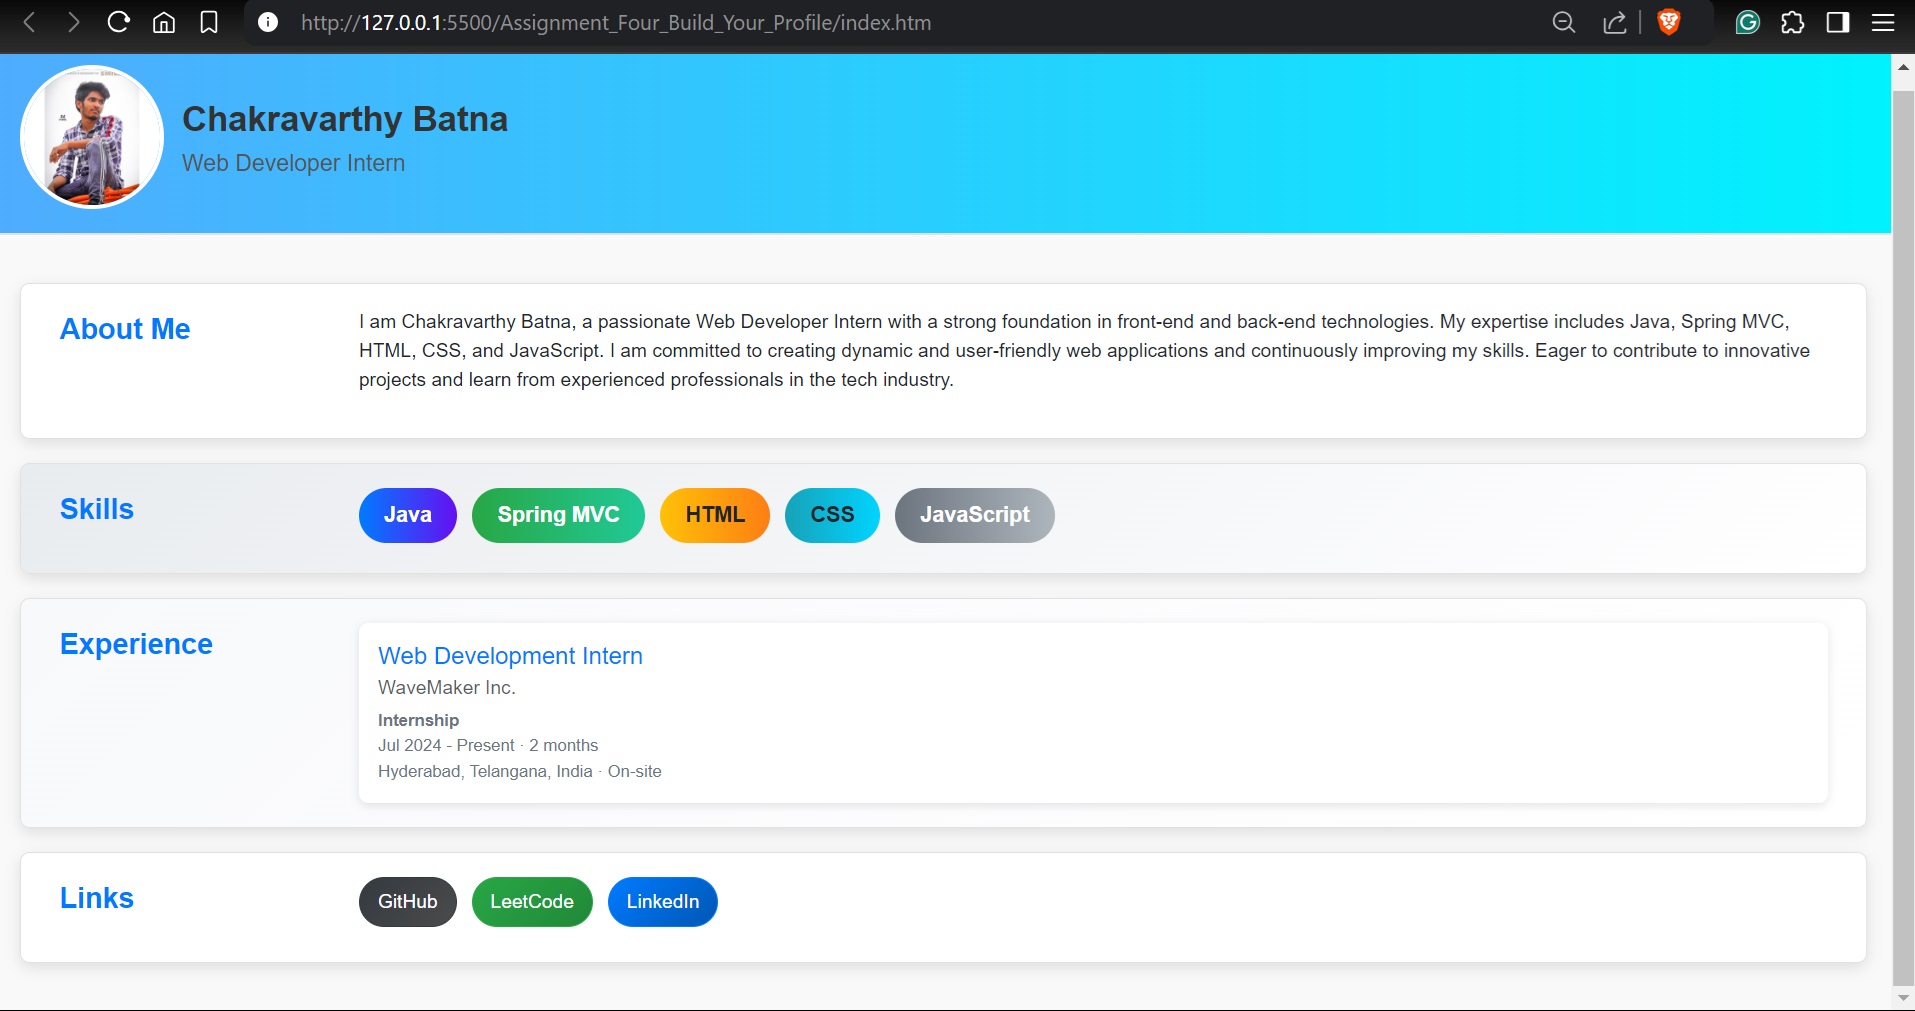 http://127.0.0.1:5500/Assignment_Four_Build_Your_Profile/index.htm
Chakravarthy Batna
Web Developer Intern
About Me
I am Chakravarthy Batna, a passionate Web Developer Intern with a strong foundation in front-end and back-end technologies. My expertise includes Java, Spring MVC,
HTML, CSS, and JavaScript. I am committed to creating dynamic and user-friendly web applications and continuously improving my skills. Eager to contribute to innovative
projects and learn from experienced professionals in the tech industry.
Skills
Java Spring MVC HTML CSS JavaScript
Experience
Web Development Intern
WaveMaker Inc.
Internship
Jul 2024 - Present · 2 months
Hyderabad, Telangana, India · On-site
Links
GitHub LeetCode LinkedIn